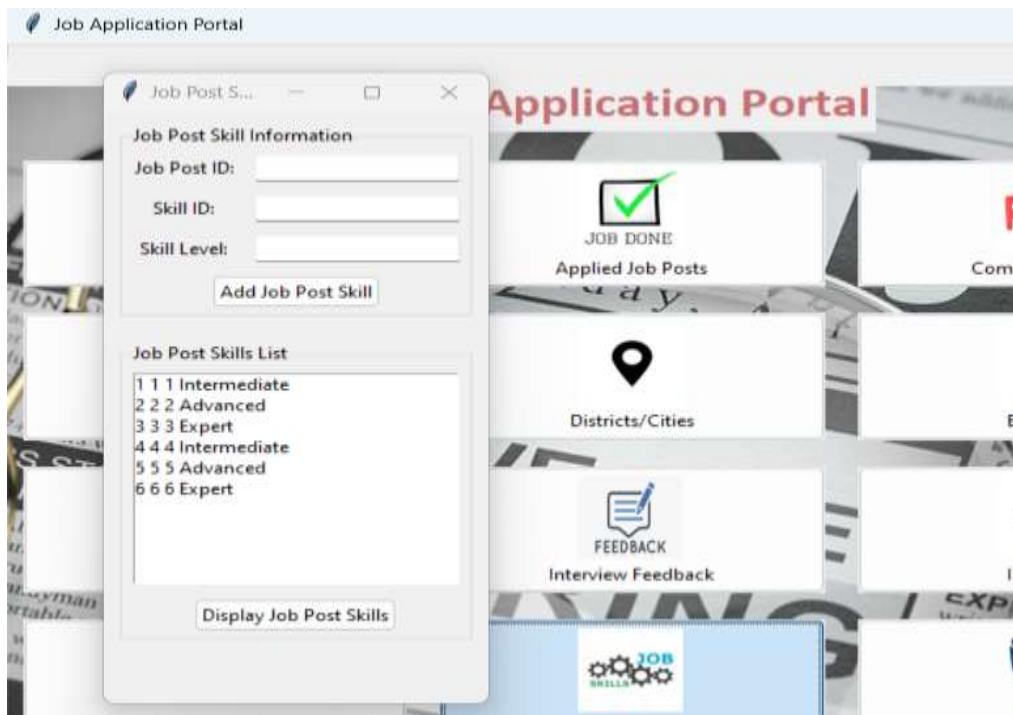 Job Application Portal
Job Post S...
Application Portal
Job Post Skill Information
Job Post ID:
Skill ID:
Skill Level:
Add Job Post Skill
JOB DONE
Applied Job Posts
Com
Job Post Skills List
1 1 1 Intermediate
2 2 2 Advanced
3 3 3 Expert
4 4 4 Intermediate
5 5 5 Advanced
6 6 6 Expert
Districts/Cities
FEEDBACK
Interview Feedback
Display Job Post Skills
JOB
SKILLS